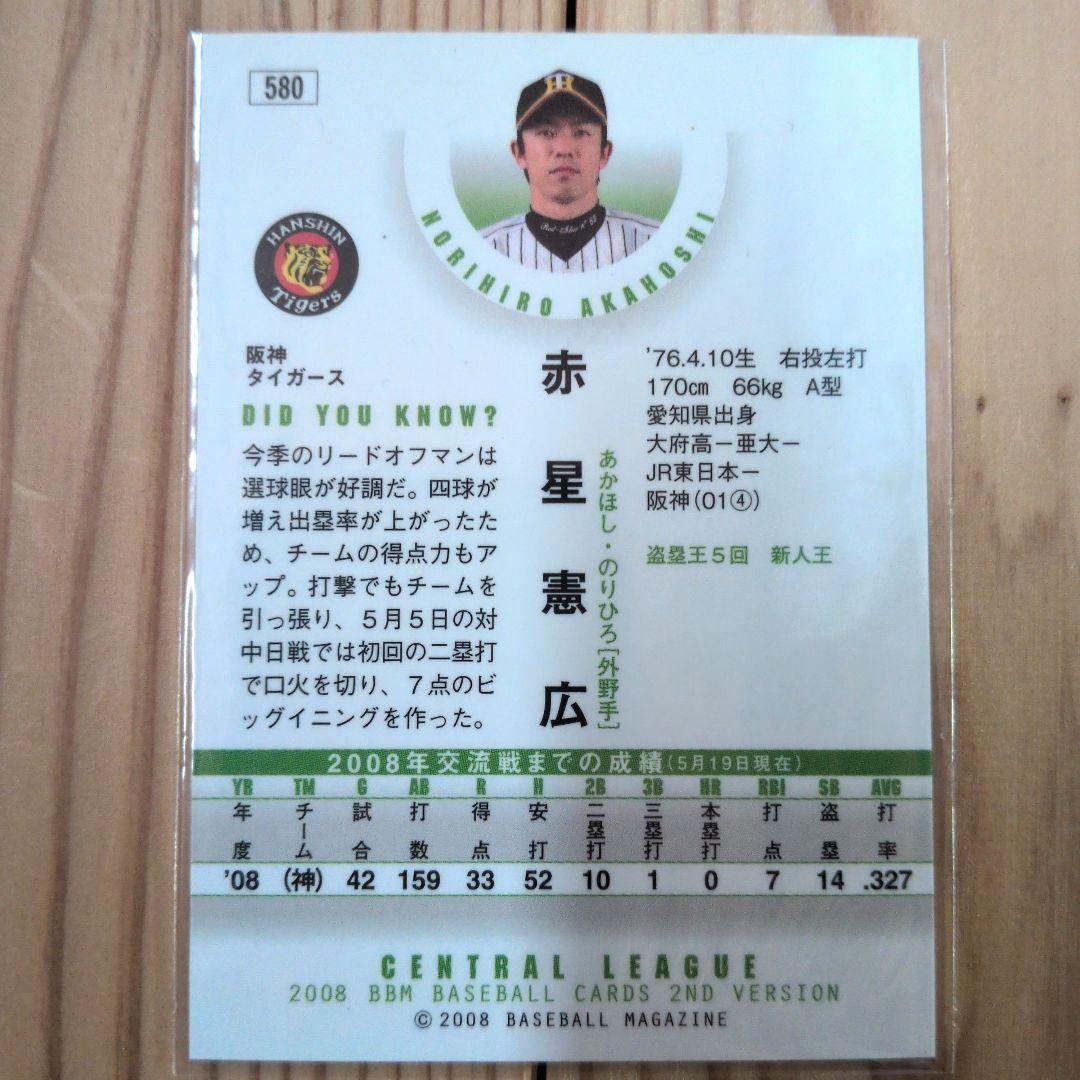 580
HANSHIN
Tigers
Red-Star nº 53
NORIHIRO AKAHOSHI
阪神
タイガース
DID YOU KNOW?
今季のリードオフマンは
選球眼が好調だ。四球が
増え出塁率が上がったた
め、チームの得点力もア
ップ。打撃でもチームを
引っ張り、5月5日の対
中日戦では初回の二塁打
で口火を切り、7点のビ
ッグイニングを作った。
赤星憲広
あかほし・のりひろ[外野手]
'76.4.10生 右投左打
170㎝ 66㎏ A型
愛知県出身
大府高ー亜大ー
JR東日本ー
阪神(01④)
盗塁王5回 新人王
2008年交流戦までの成績(5月19日現在)
YR TM G AB R H 2B 3B HR RBI SB AVG
年度 チーム 試合 打数 得点 安打 二塁打 三塁打 本塁打 打点 盗塁 打率
'08 (神) 42 159 33 52 10 1 0 7 14 .327
CENTRAL LEAGUE
2008 BBM BASEBALL CARDS 2ND VERSION
© 2008 BASEBALL MAGAZINE